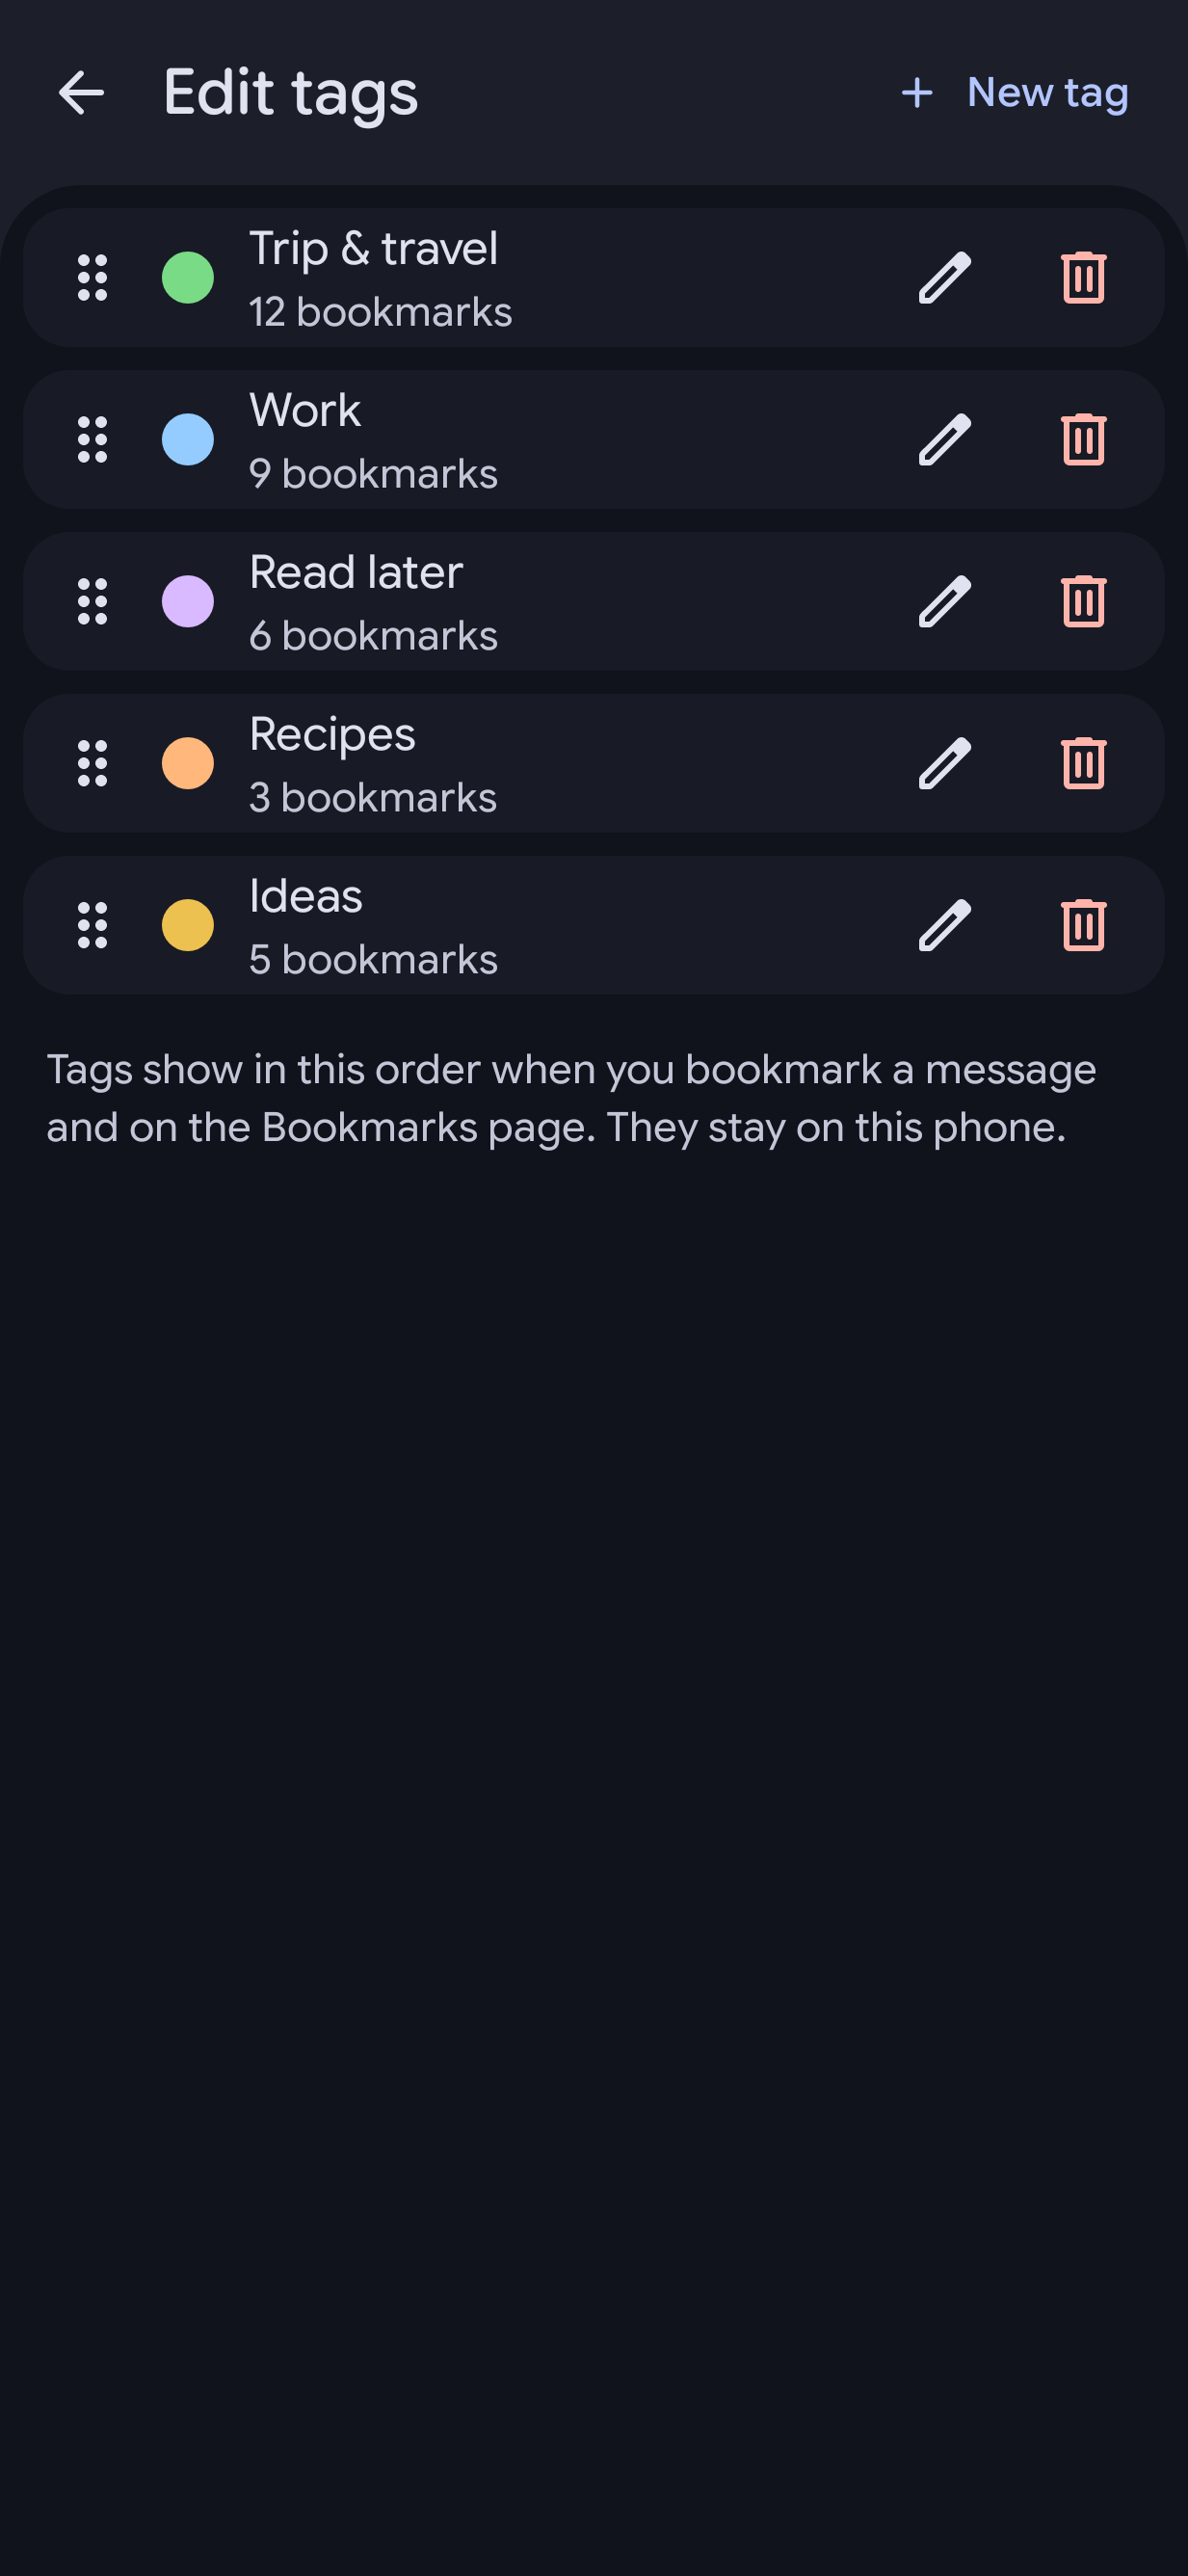 Edit tags
New tag
Trip & travel
12 bookmarks
Work
9 bookmarks
Read later
6 bookmarks
Recipes
3 bookmarks
Ideas
5 bookmarks
Tags show in this order when you bookmark a message
and on the Bookmarks page. They stay on this phone.